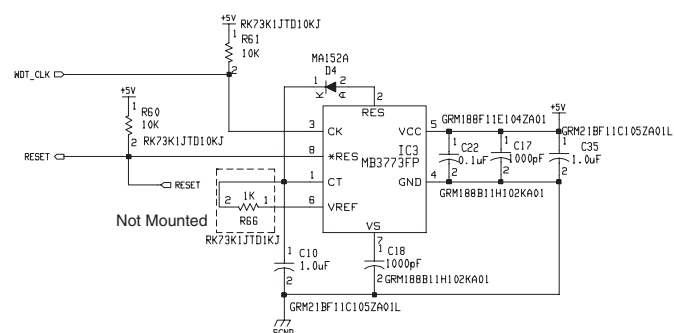 +5V
RK73K1JTD10KJ
1
R61
10K
2
MA152A
D4
1
2
K
A
2
WDT_CLK
+5V
1
R60
10K
2
RK73K1JTD10KJ
RESET
RESET
RES
3 CK
VCC 5
8 *RES
IC3
MB3773FP
1 CT
GND 4
6 VREF
VS
7
GRM188F11E104ZA01
+5V
GRM21BF11C105ZA01L
1
C22
0.1uF
2
1
C17
1000pF
2
1
C35
1.0uF
2
GRM188B11H102KA01
1K
2
1
R66
Not Mounted
RK73K1JTD1KJ
1
C10
1.0uF
2
1
C18
1000pF
2
GRM188B11H102KA01
GRM21BF11C105ZA01L
FGND